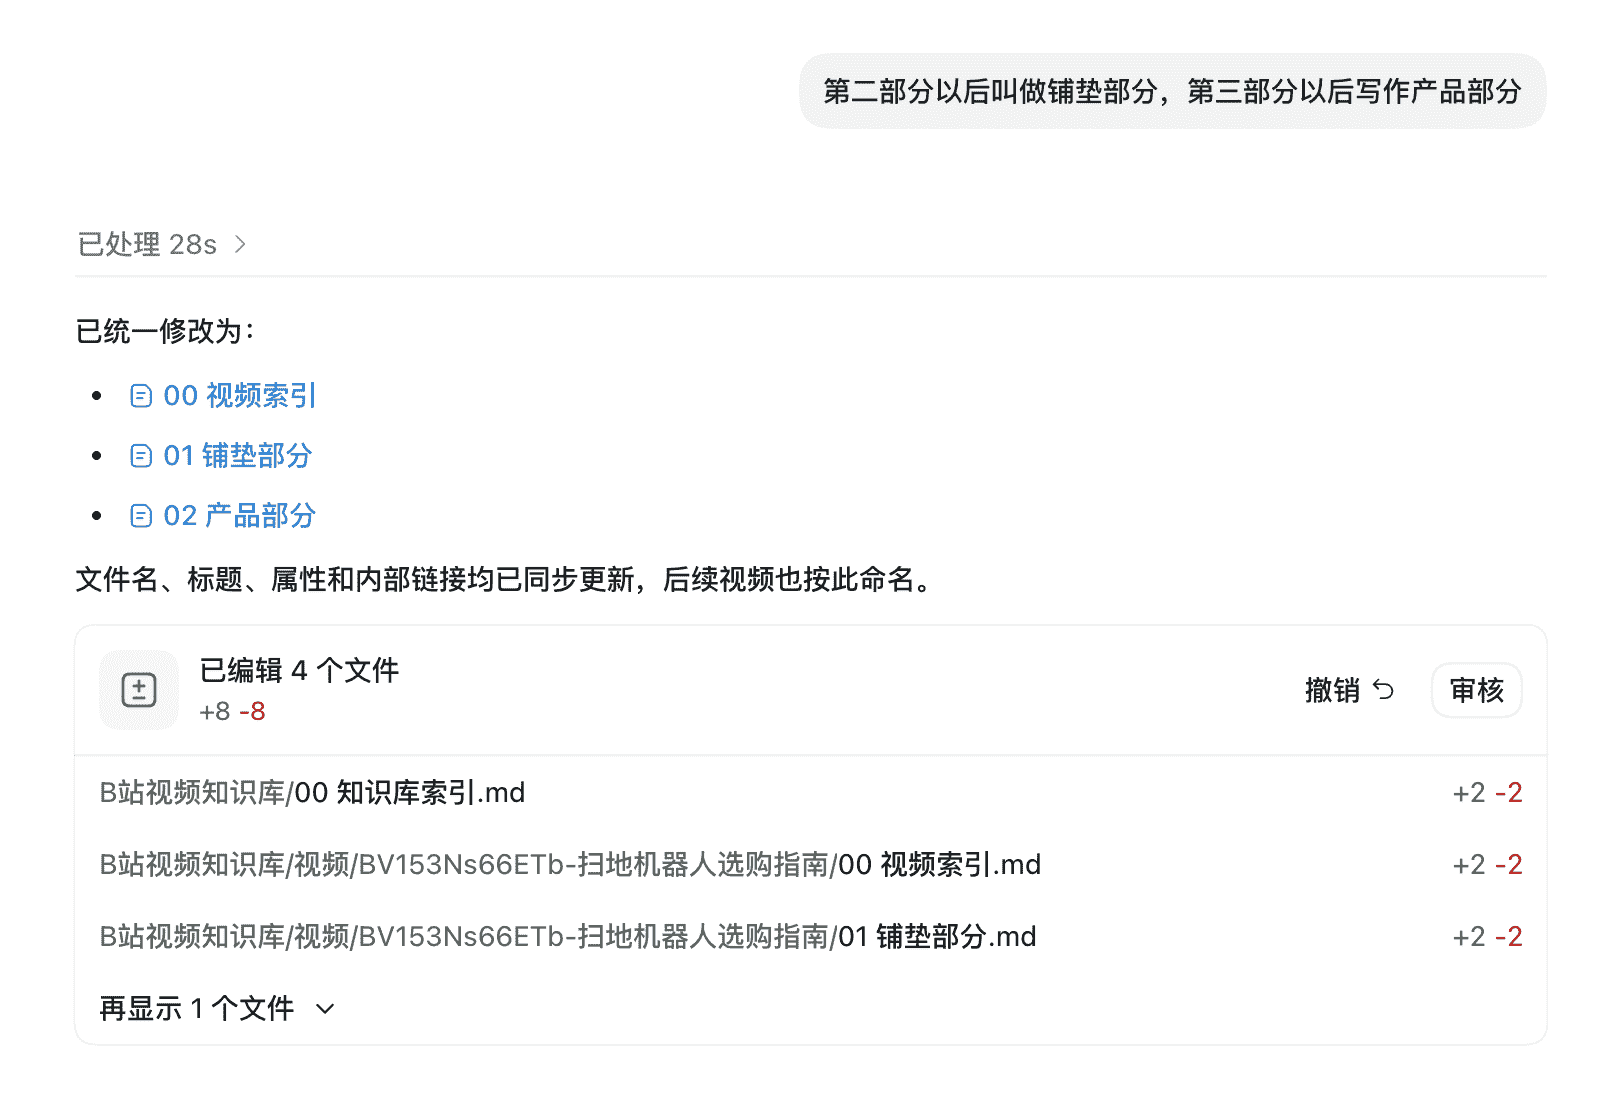 第二部分以后叫做铺垫部分，第三部分以后写作产品部分
已处理 28s
已统一修改为：
00 视频索引
01 铺垫部分
02 产品部分
文件名、标题、属性和内部链接均已同步更新，后续视频也按此命名。
已编辑 4 个文件
+8 -8
撤销
审核
B站视频知识库/00 知识库索引.md +2 -2
B站视频知识库/视频/BV153Ns66ETb-扫地机器人选购指南/00 视频索引.md +2 -2
B站视频知识库/视频/BV153Ns66ETb-扫地机器人选购指南/01 铺垫部分.md +2 -2
再显示 1 个文件